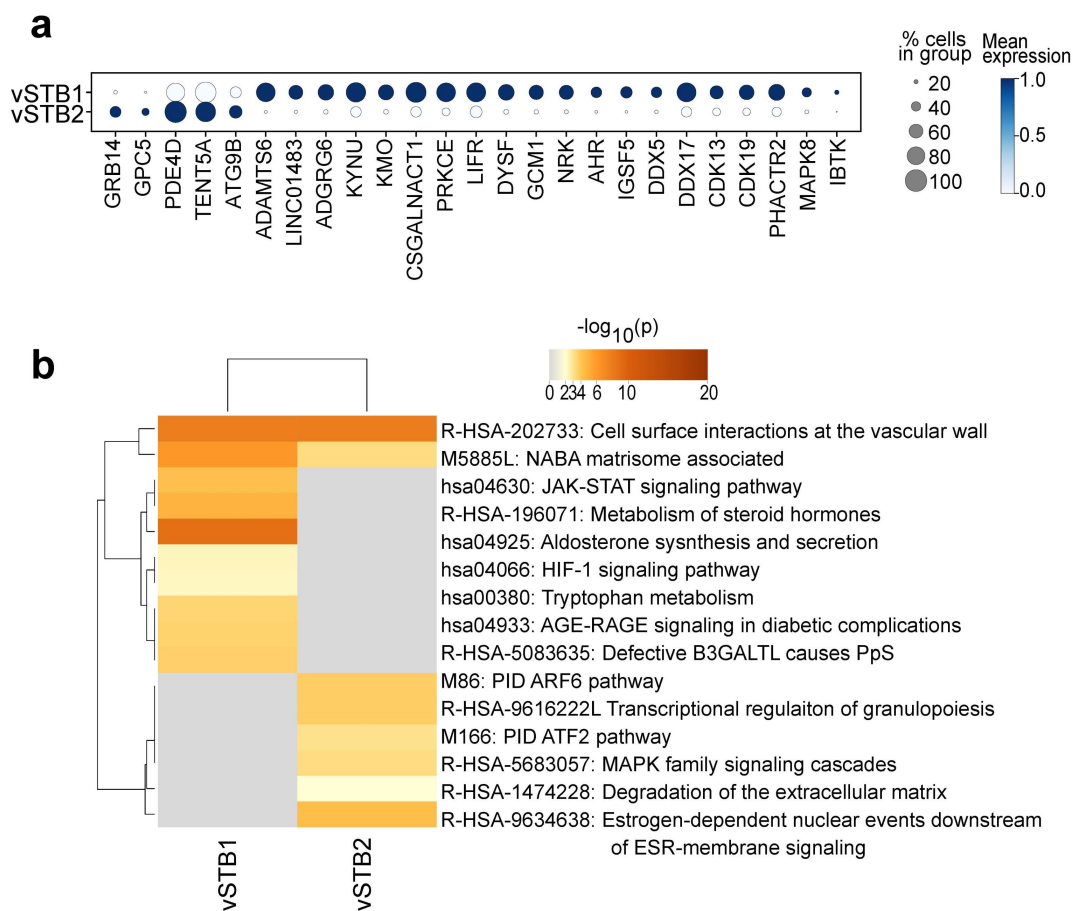 a
% cells
in group
20
40
60
80
100
Mean
expression
1.0
0.5
0.0
vSTB1
vSTB2
GRB14
GPC5
PDE4D
TENT5A
ATG9B
ADAMTS6
LINC01483
ADGRG6
KYNU
KMO
CSGALNACT1
PRKCE
LIFR
DYSF
GCM1
NRK
AHR
IGSF5
DDX5
DDX17
CDK13
CDK19
PHACTR2
MAPK8
IBTK
b
-log10(p)
0 2 3 4 6 10 20
R-HSA-202733: Cell surface interactions at the vascular wall
M5885L: NABA matrisome associated
hsa04630: JAK-STAT signaling pathway
R-HSA-196071: Metabolism of steroid hormones
hsa04925: Aldosterone sysnthesis and secretion
hsa04066: HIF-1 signaling pathway
hsa00380: Tryptophan metabolism
hsa04933: AGE-RAGE signaling in diabetic complications
R-HSA-5083635: Defective B3GALTL causes PpS
M86: PID ARF6 pathway
R-HSA-9616222L Transcriptional regulaiton of granulopoiesis
M166: PID ATF2 pathway
R-HSA-5683057: MAPK family signaling cascades
R-HSA-1474228: Degradation of the extracellular matrix
R-HSA-9634638: Estrogen-dependent nuclear events downstream
of ESR-membrane signaling
vSTB1
vSTB2